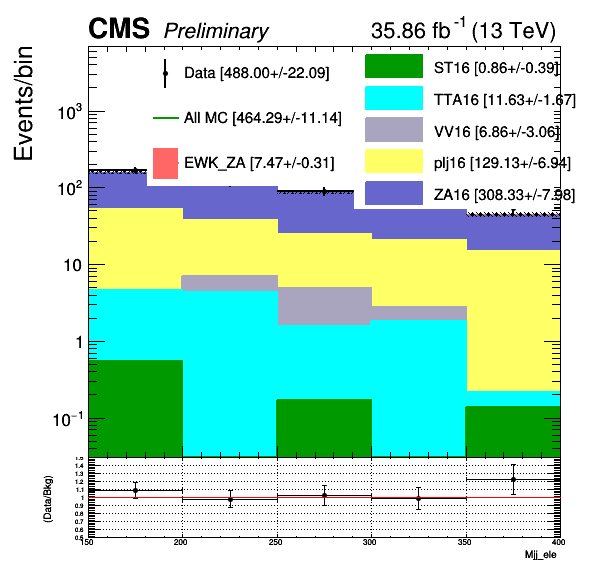 CMS Preliminary 35.86 fb⁻¹ (13 TeV)
Events/bin
Data [488.00+/-22.09]
All MC [464.29+/-11.14]
EWK_ZA [7.47+/-0.31]
ST16 [0.86+/-0.39]
TTA16 [11.63+/-1.67]
VV16 [6.86+/-3.06]
plj16 [129.13+/-6.94]
ZA16 [308.33+/-7.98]
10³
10²
10
1
10⁻¹
(Data/Bkg)
1.5
1.4
1.3
1.2
1.1
1
0.9
0.8
0.7
0.6
0.5
150 200 250 300 350 400
Mjj_ele